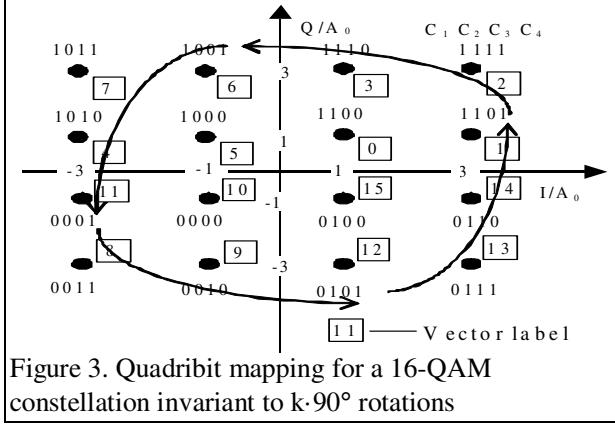 Q/A₀ C₁ C₂ C₃ C₄
1011 1001 1110 1111
7 6 3 3 2
1010 1000 1100 1101
4 5 1 0 1
-3 -1 1 3
11 10 15 14 I/A₀
-1
0001 0000 0100 0110
8 9 -3 12 13
0011 0010 0101 0111
11 Vector label
Figure 3. Quadribit mapping for a 16-QAM
constellation invariant to k·90° rotations